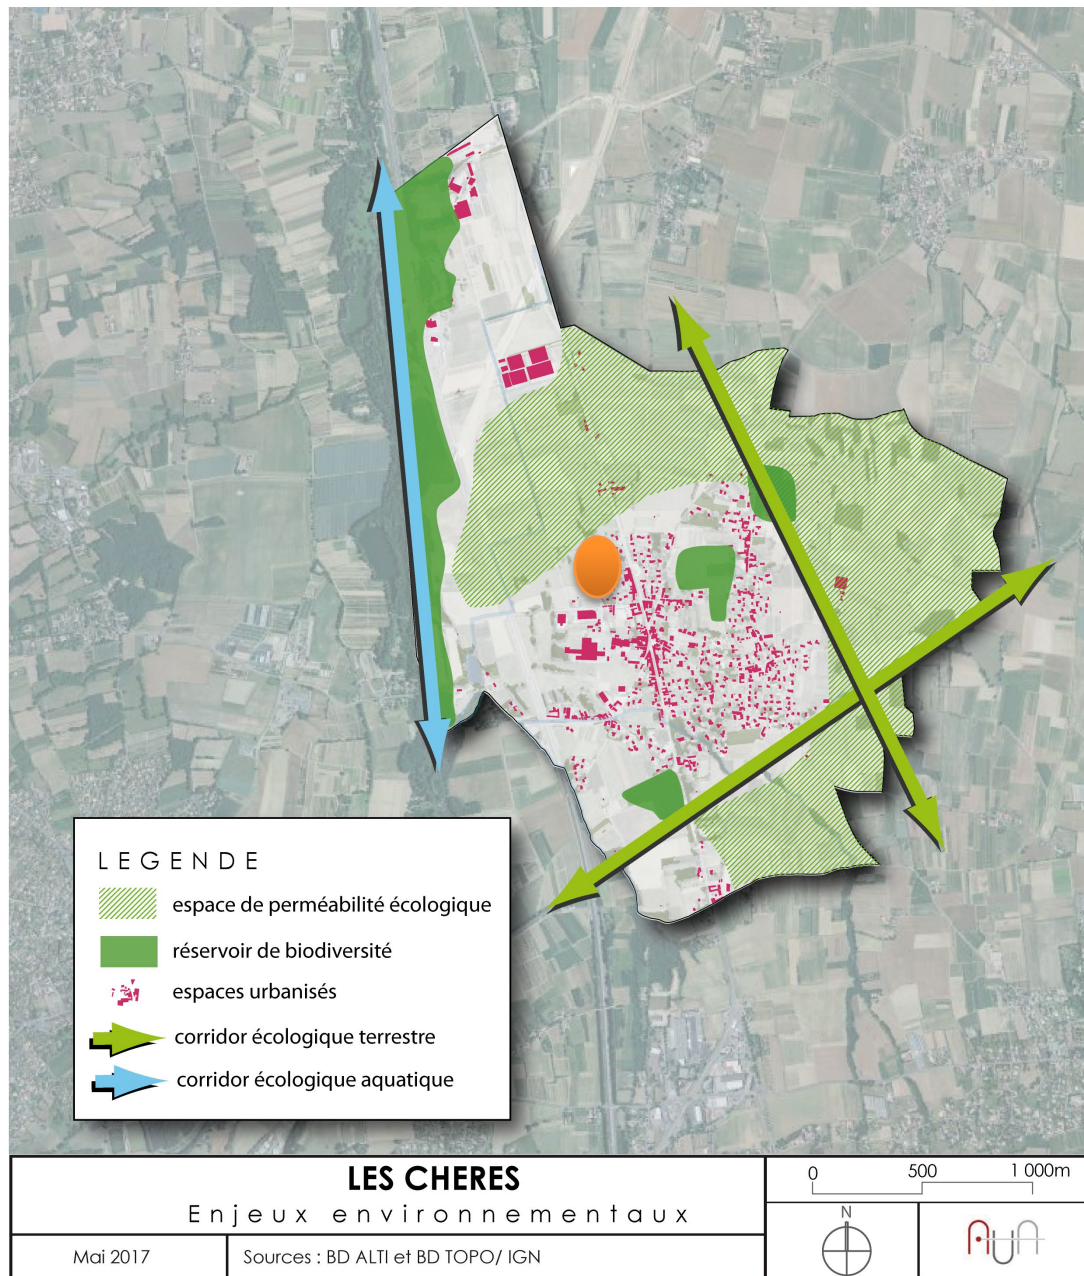 LEGENDE
espace de perméabilité écologique
réservoir de biodiversité
espaces urbanisés
corridor écologique terrestre
corridor écologique aquatique
LES CHERES
Enjeux environnementaux
Mai 2017
Sources : BD ALTI et BD TOPO/ IGN
0 500 1 000m
N
AUA